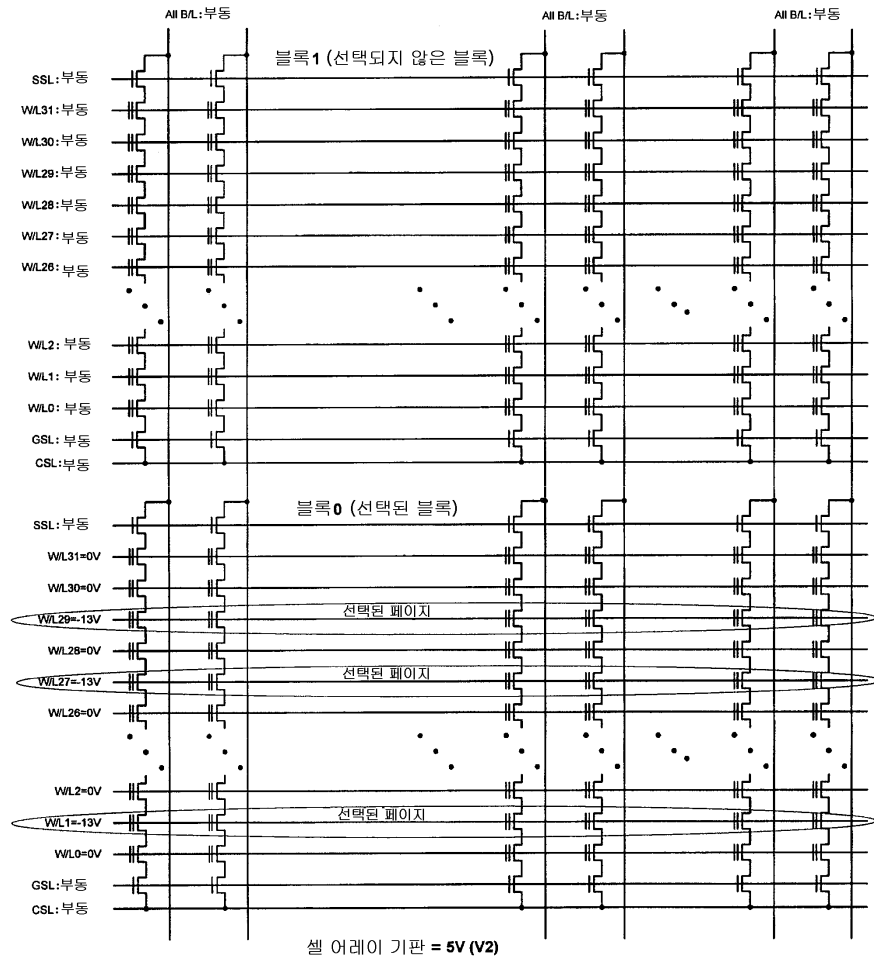 All B/L: 부동
All B/L: 부동
All B/L: 부동
블록1 (선택되지 않은 블록)
SSL: 부동
W/L31: 부동
W/L30: 부동
W/L29: 부동
W/L28: 부동
W/L27: 부동
W/L26: 부동
W/L2: 부동
W/L1: 부동
W/L0: 부동
GSL: 부동
CSL: 부동
블록0 (선택된 블록)
SSL: 부동
W/L31=0V
W/L30=0V
선택된 페이지
W/L29=-13V
W/L28=0V
선택된 페이지
W/L27=-13V
W/L26=0V
W/L2=0V
선택된 페이지
W/L1=-13V
W/L0=0V
GSL: 부동
CSL: 부동
셀 어레이 기판 = 5V (V2)